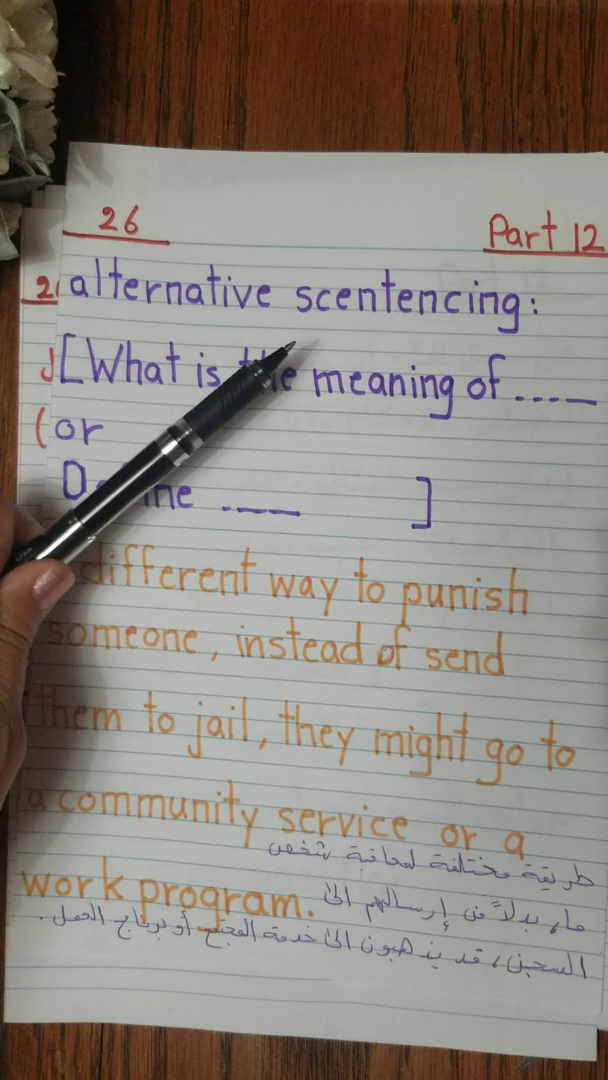 26
Part 12
alternative scentencing:
[What is the meaning of ....
or
Define ....]
different way to punish
someone, instead of send
them to jail, they might go to
a community service or a
work program.
طريقة مختلفة لمعاقبة شخص
ما، بدلاً من إرسالهم الى
السجن، قد يذهبون الى خدمة المجتمع أو برنامج العمل.